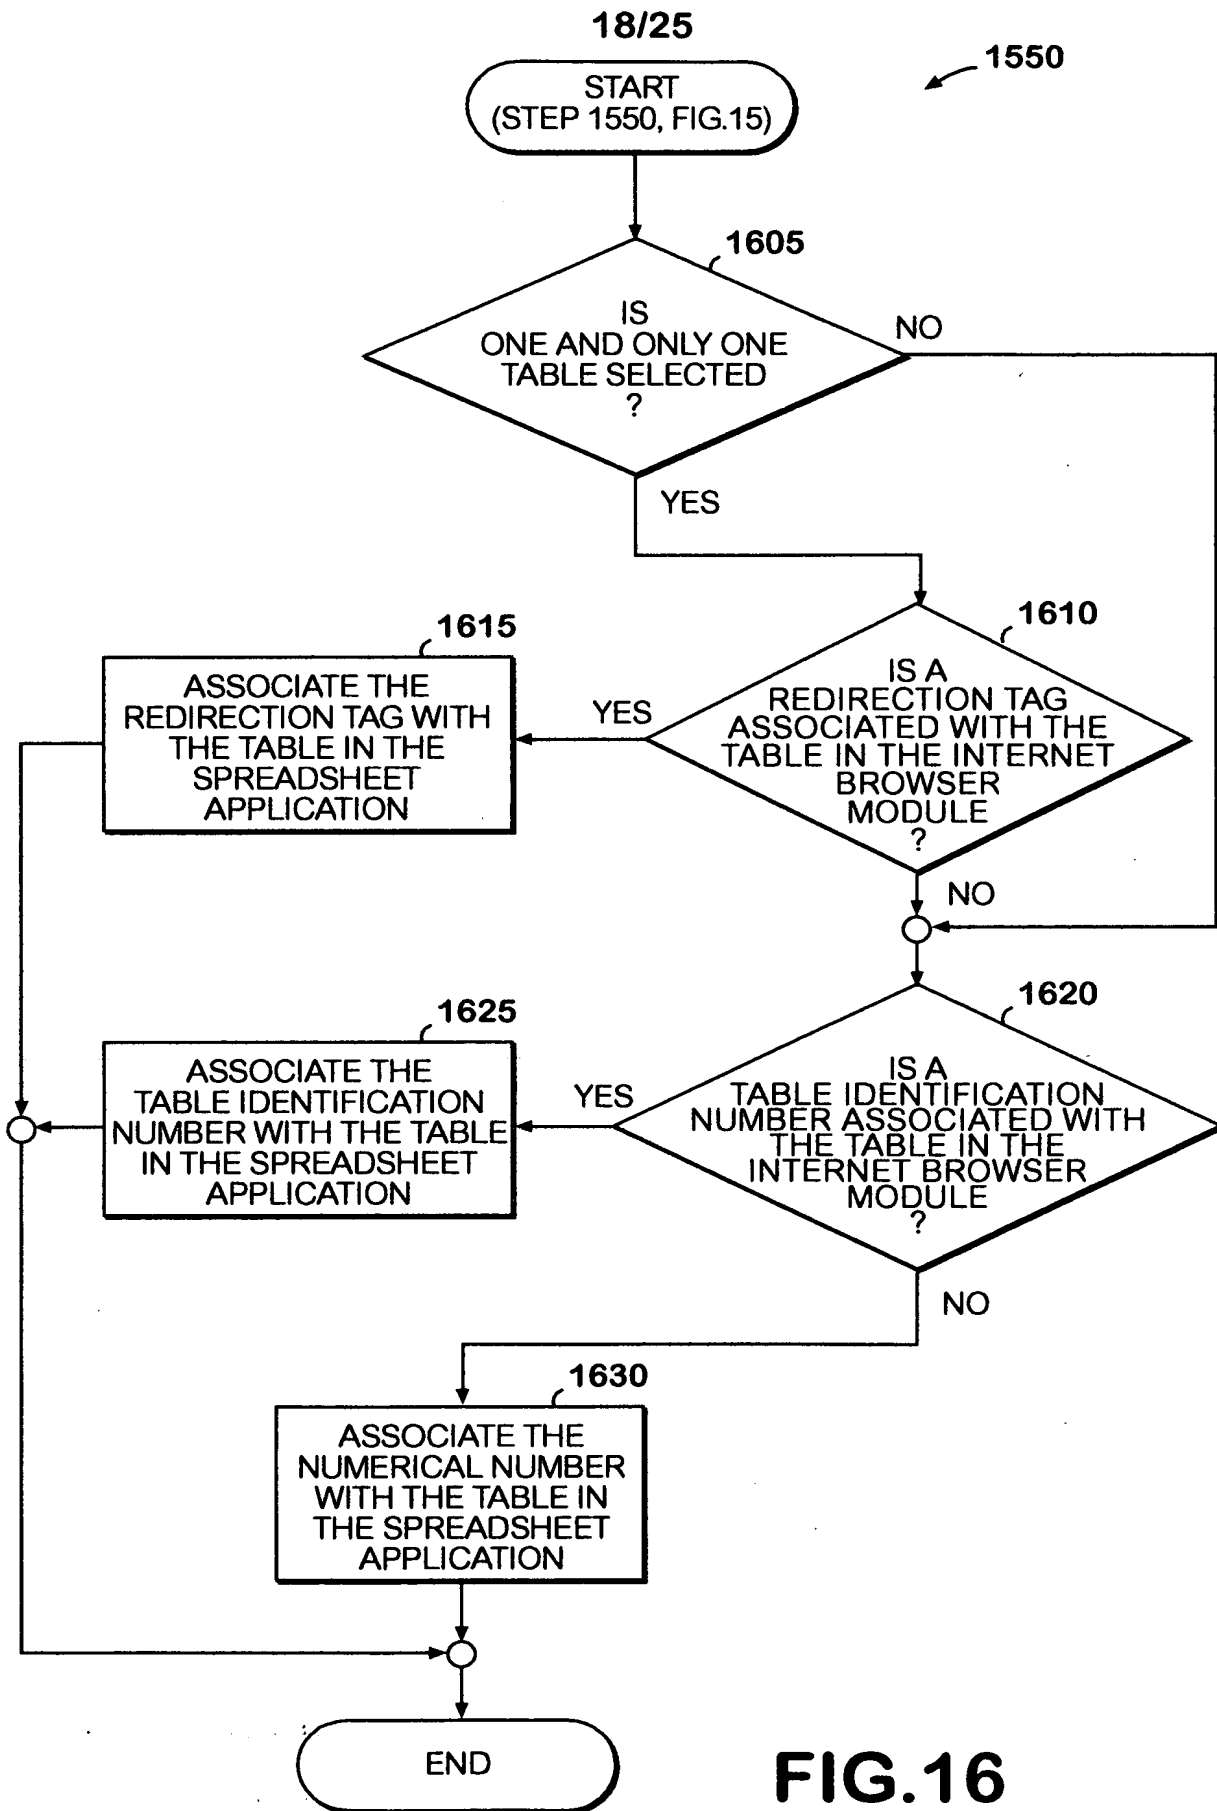 18/25
1550
START
(STEP 1550, FIG.15)
1605
IS
ONE AND ONLY ONE
TABLE SELECTED
?
NO
YES
1610
IS A
REDIRECTION TAG
ASSOCIATED WITH THE
TABLE IN THE INTERNET
BROWSER
MODULE
?
YES
NO
1615
ASSOCIATE THE
REDIRECTION TAG WITH
THE TABLE IN THE
SPREADSHEET
APPLICATION
1620
IS A
TABLE IDENTIFICATION
NUMBER ASSOCIATED WITH
THE TABLE IN THE
INTERNET BROWSER
MODULE
?
YES
NO
1625
ASSOCIATE THE
TABLE IDENTIFICATION
NUMBER WITH THE TABLE
IN THE SPREADSHEET
APPLICATION
1630
ASSOCIATE THE
NUMERICAL NUMBER
WITH THE TABLE IN
THE SPREADSHEET
APPLICATION
END
FIG.16